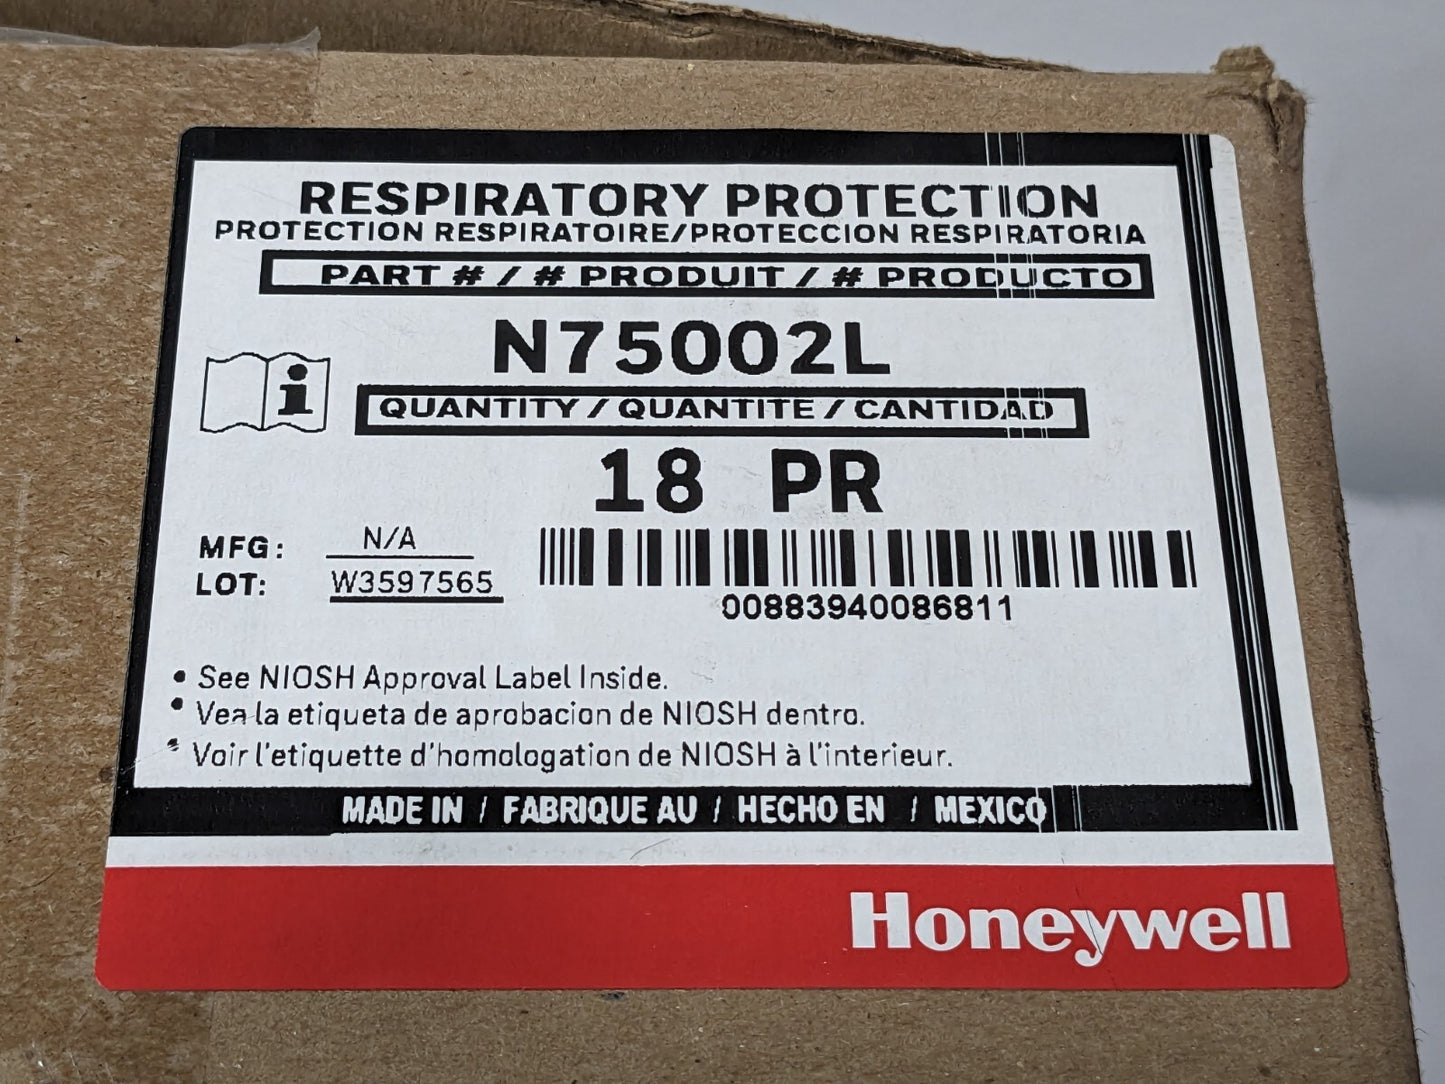 RESPIRATORY PROTECTION
PROTECTION RESPIRATOIRE/PROTECCION RESPIRATORIA
PART # / # PRODUIT / # PRODUCTO
N75002L
i
QUANTITY / QUANTITE / CANTIDAD
18 PR
MFG: N/A
LOT: W3597565
00883940086811
• See NIOSH Approval Label Inside.
• Vea la etiqueta de aprobacion de NIOSH dentro.
• Voir l'etiquette d'homologation de NIOSH à l'interieur.
MADE IN / FABRIQUE AU / HECHO EN / MEXICO
Honeywell